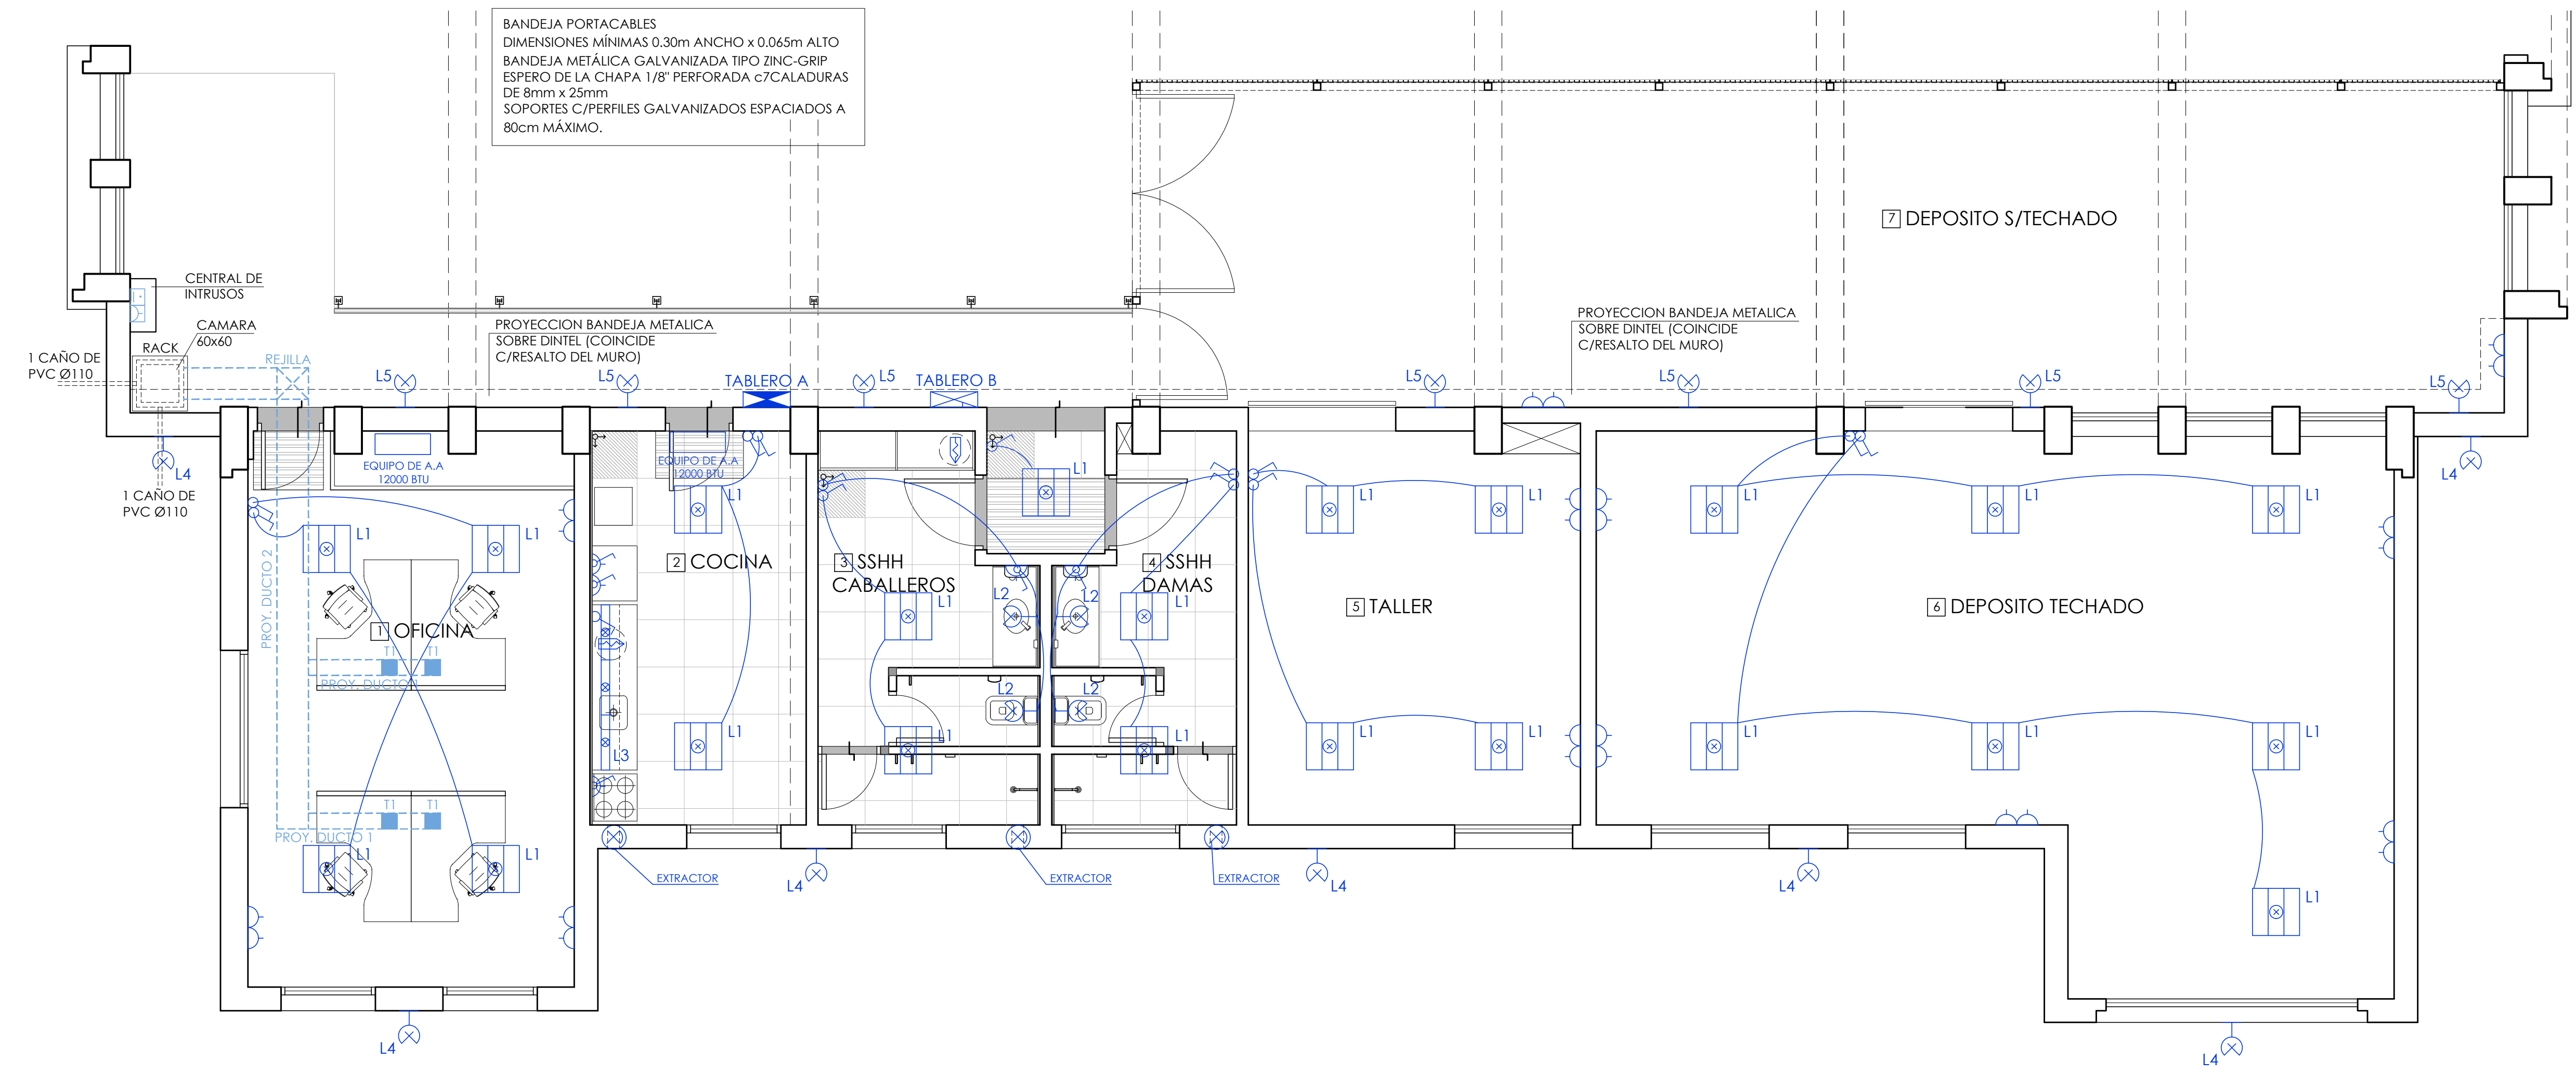 BANDEJA PORTACABLES
DIMENSIONES MÍNIMAS 0.30m ANCHO x 0.065m ALTO
BANDEJA METÁLICA GALVANIZADA TIPO ZINC-GRIP
ESPERO DE LA CHAPA 1/8" PERFORADA c7CALADURAS
DE 8mm x 25mm
SOPORTES C/PERFILES GALVANIZADOS ESPACIADOS A
80cm MÁXIMO.
7 DEPOSITO S/TECHADO
CENTRAL DE
INTRUSOS
CAMARA
60x60
RACK
1 CAÑO DE
PVC Ø110
REJILLA
PROYECCION BANDEJA METALICA
SOBRE DINTEL (COINCIDE
C/RESALTO DEL MURO)
PROYECCION BANDEJA METALICA
SOBRE DINTEL (COINCIDE
C/RESALTO DEL MURO)
L5
L5
TABLERO A
L5
TABLERO B
L5
L5
L5
L5
L4
1 CAÑO DE
PVC Ø110
EQUIPO DE A.A
12000 BTU
EQUIPO DE A.A
12000 BTU
L4
L1
L1
L1
L1
L1
L1
L1
L1
L1
PROY. DUCTO 2
2 COCINA
3 SSHH
CABALLEROS
4 SSHH
DAMAS
L2
L2
L1
L1
5 TALLER
6 DEPOSITO TECHADO
1 OFICINA
T1 T1
PROY. DUCTO 1
L2
L2
L1
L1
L1
L1
L1
L1
L1
L1
L3
T1 T1
PROY. DUCTO 1
L1
L1
EXTRACTOR
L4
EXTRACTOR
EXTRACTOR
L4
L4
L1
L4
L4